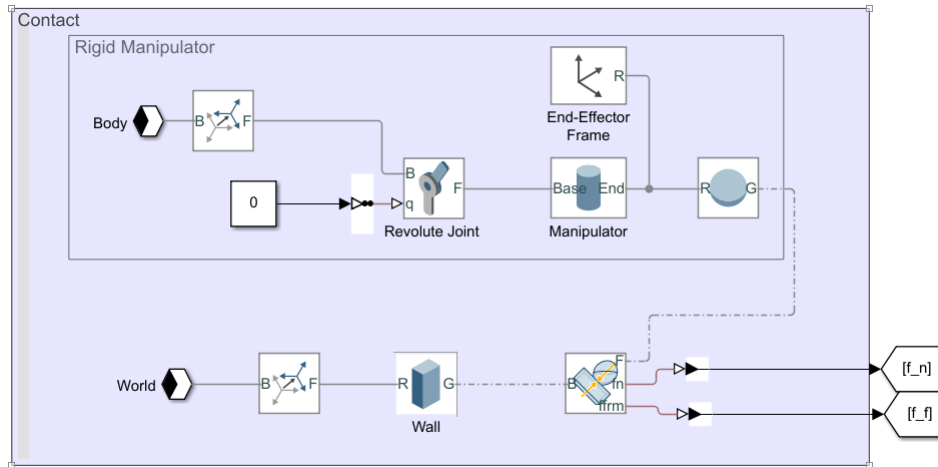 Contact
Rigid Manipulator
R
End-Effector
Frame
Body
B F
B
F
q
Revolute Joint
0
Base End
Manipulator
R G
World
B F
R G
Wall
B
F
fn
ffrm
[f_n]
[f_f]